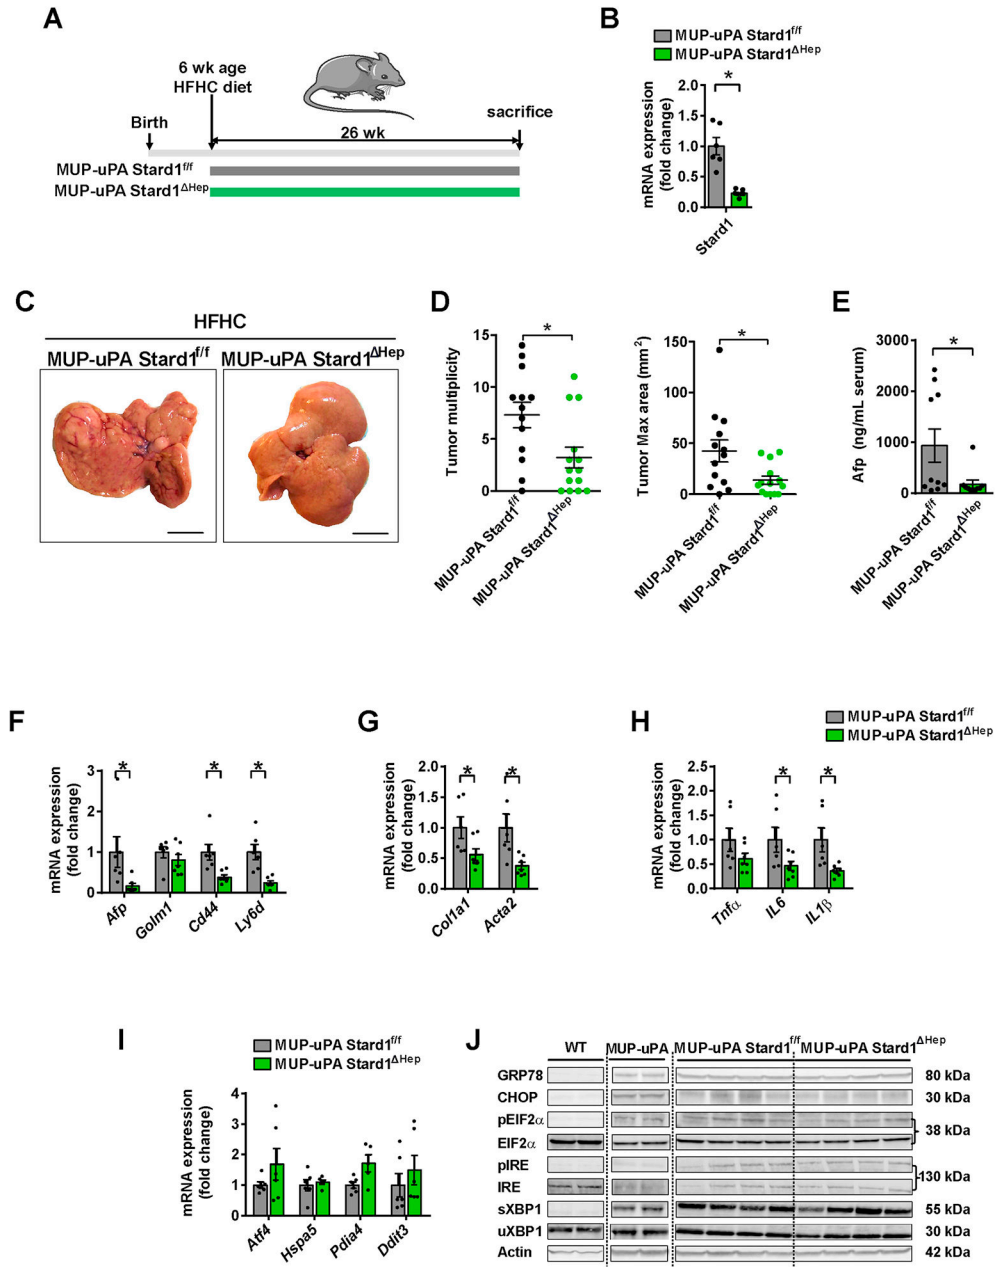 A
6 wk age
HFHC diet
Birth
26 wk
sacrifice
MUP-uPA Stard1f/f
MUP-uPA Stard1ΔHep
B
MUP-uPA Stard1f/f
MUP-uPA Stard1ΔHep
mRNA expression
(fold change)
2.0
1.5
1.0
0.5
0.0
*
Stard1
C
HFHC
MUP-uPA Stard1f/f
MUP-uPA Stard1ΔHep
D
Tumor multiplicity
15
10
5
0
*
MUP-uPA Stard1f/f
MUP-uPA Stard1ΔHep
Tumor Max area (mm2)
150
100
50
0
*
MUP-uPA Stard1f/f
MUP-uPA Stard1ΔHep
E
Afp (ng/mL serum)
3000
2000
1000
0
*
MUP-uPA Stard1f/f
MUP-uPA Stard1ΔHep
F
mRNA expression
(fold change)
3
2
1
0
* * *
Afp Golm1 Cd44 Ly6d
G
mRNA expression
(fold change)
2.0
1.5
1.0
0.5
0.0
* *
Col1a1 Acta2
H
MUP-uPA Stard1f/f
MUP-uPA Stard1ΔHep
mRNA expression
(fold change)
2.5
2.0
1.5
1.0
0.5
0.0
* *
Tnfα IL6 IL1β
I
MUP-uPA Stard1f/f
MUP-uPA Stard1ΔHep
mRNA expression
(fold change)
4
3
2
1
0
Atf4 Hspa5 Pdia4 Ddit3
J
WT MUP-uPA MUP-uPA Stard1f/f MUP-uPA Stard1ΔHep
GRP78 80 kDa
CHOP 30 kDa
pEIF2α
38 kDa
EIF2α
pIRE
130 kDa
IRE
sXBP1 55 kDa
uXBP1 30 kDa
Actin 42 kDa